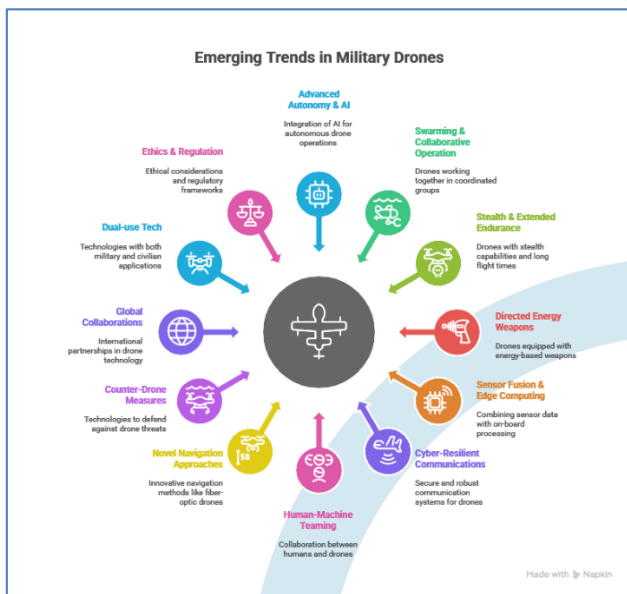 Emerging Trends in Military Drones
Advanced
Autonomy & AI
Integration of AI for
autonomous drone
operations
Swarming &
Collaborative
Operation
Drones working
together in coordinated
groups
Stealth & Extended
Endurance
Drones with stealth
capabilities and long
flight times
Directed Energy
Weapons
Drones equipped with
energy-based weapons
Sensor Fusion &
Edge Computing
Combining sensor data
with on-board
processing
Cyber-Resilient
Communications
Secure and robust
communication
systems for drones
Human-Machine
Teaming
Collaboration between
humans and drones
Novel Navigation
Approaches
Innovative navigation
methods like fiber-
optic drones
Counter-Drone
Measures
Technologies to defend
against drone threats
Global
Collaborations
International
partnerships in drone
technology
Dual-use Tech
Technologies with both
military and civilian
applications
Ethics & Regulation
Ethical considerations
and regulatory
frameworks
Made with Napkin